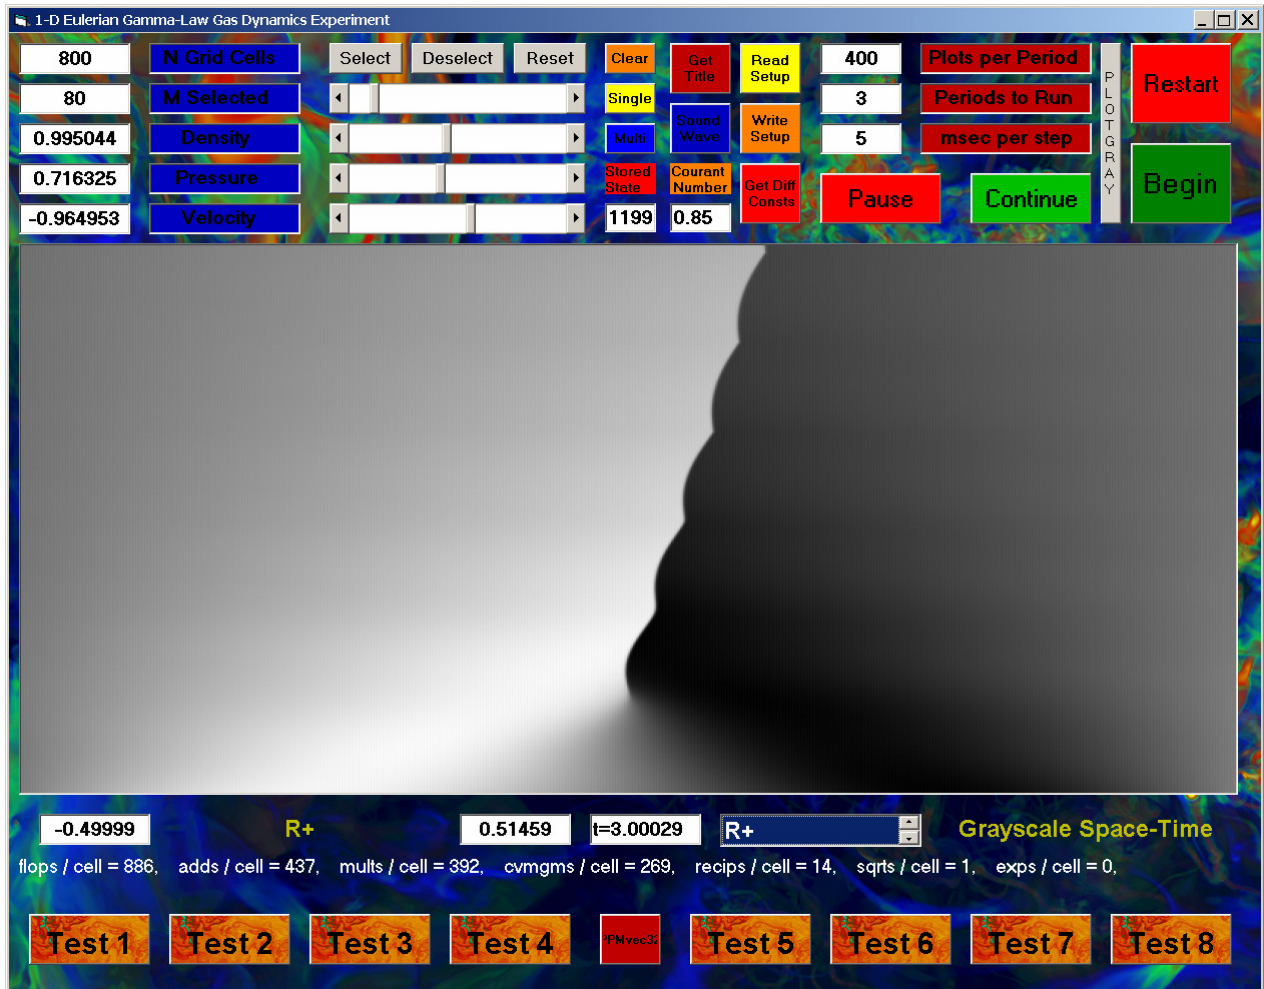 1-D Eulerian Gamma-Law Gas Dynamics Experiment
800 N Grid Cells Select Deselect Reset Clear Get Title Read Setup 400 Plots per Period PLOTGRAY Restart
80 M Selected Single 3 Periods to Run
0.995044 Density Multi Sound Wave Write Setup 5 msec per step
0.716325 Pressure Stored State Courant Number Get Diff Consts Pause Continue Begin
-0.964953 Velocity 1199 0.85
-0.49999 R+ 0.51459 t=3.00029 R+ Grayscale Space-Time
flops / cell = 886, adds / cell = 437, mults / cell = 392, cvmgms / cell = 269, recips / cell = 14, sqrts / cell = 1, exps / cell = 0,
Test 1 Test 2 Test 3 Test 4 PPMvec32 Test 5 Test 6 Test 7 Test 8